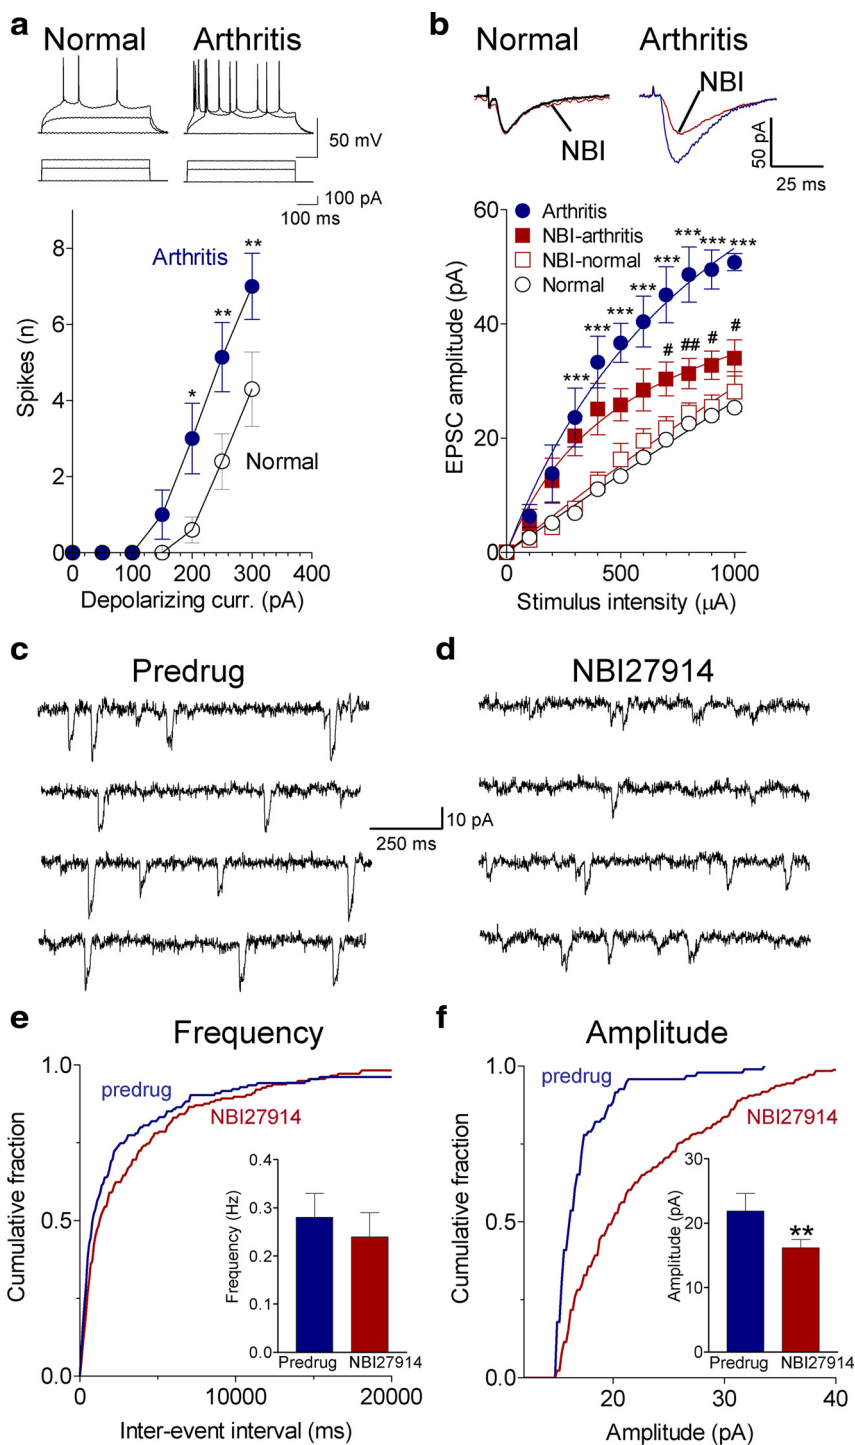 a
Normal
Arthritis
50 mV
100 pA
100 ms
Spikes (n)
8
6
4
2
0
Arthritis
Normal
*
**
**
0
100
200
300
400
Depolarizing curr. (pA)
b
Normal
Arthritis
NBI
NBI
50 pA
25 ms
EPSC amplitude (pA)
60
40
20
0
Arthritis
NBI-arthritis
NBI-normal
Normal
***
***
***
***
***
***
***
***
#
##
#
#
0
500
1000
Stimulus intensity (µA)
c
Predrug
d
NBI27914
10 pA
250 ms
e
Frequency
Cumulative fraction
1.0
0.5
0.0
predrug
NBI27914
Frequency (Hz)
0.4
0.3
0.2
0.1
0.0
Predrug
NBI27914
0
10000
20000
Inter-event interval (ms)
f
Amplitude
Cumulative fraction
1.0
0.5
0.0
predrug
NBI27914
Amplitude (pA)
30
20
10
0
**
Predrug
NBI27914
20
30
40
Amplitude (pA)